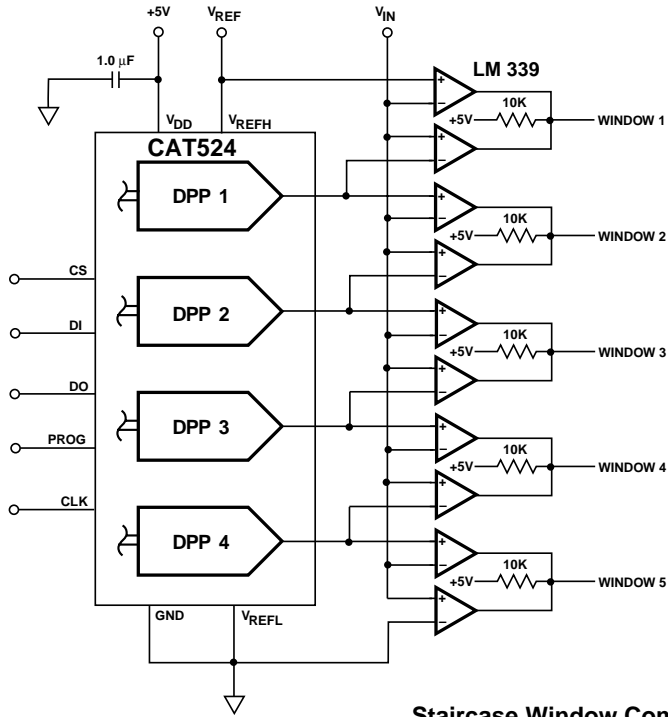 +5V
VREF
VIN
1.0 µF
LM 339
VDD
VREFH
CAT524
+
–
10K
+5V
WINDOW 1
+
–
DPP 1
+
–
10K
+5V
WINDOW 2
+
–
CS
DPP 2
+
–
10K
+5V
WINDOW 3
+
–
DI
DO
DPP 3
+
–
10K
+5V
WINDOW 4
+
–
PROG
CLK
DPP 4
+
–
10K
+5V
WINDOW 5
+
–
GND
VREFL
Staircase Window